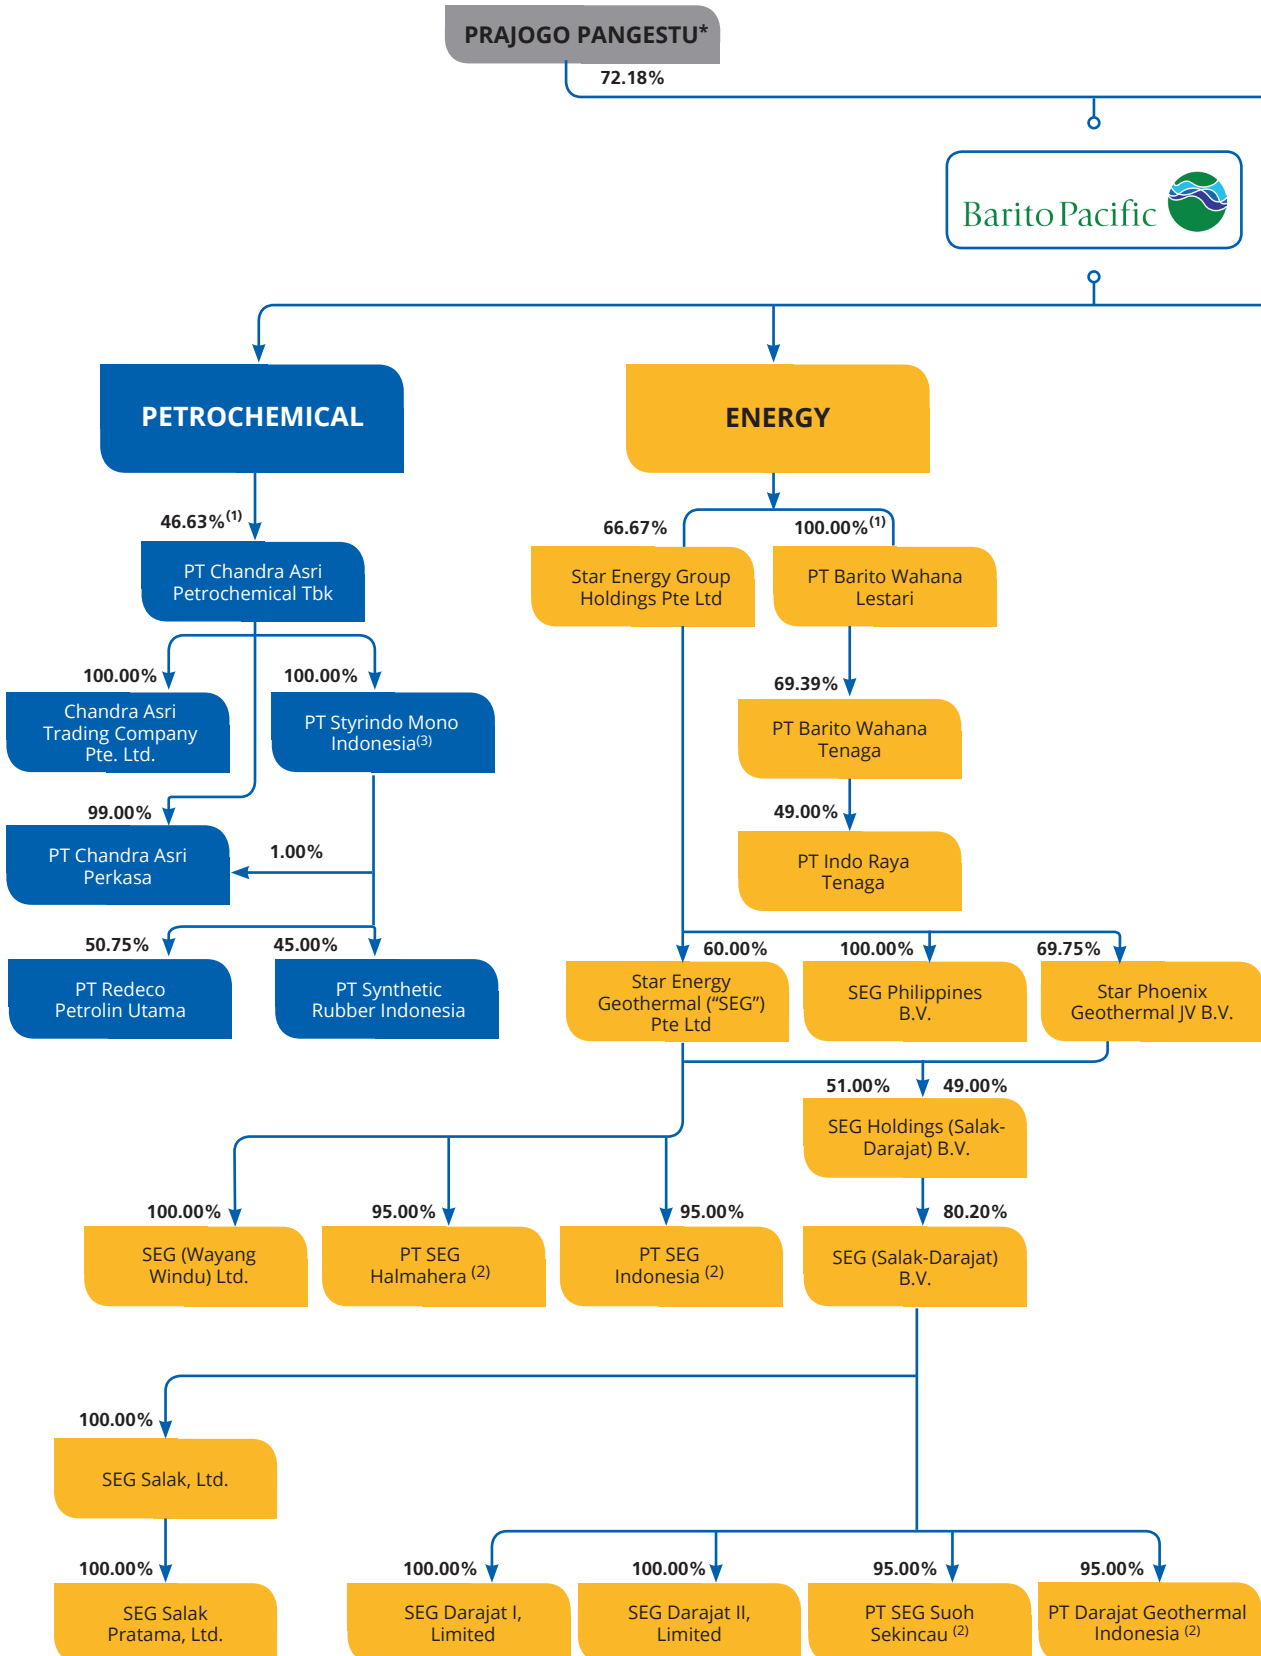 PRAJOGO PANGESTU*
72.18%
Barito Pacific
PETROCHEMICAL
ENERGY
46.63%(1)
66.67%
100.00%(1)
PT Chandra Asri
Petrochemical Tbk
Star Energy Group
Holdings Pte Ltd
PT Barito Wahana
Lestari
100.00%
100.00%
69.39%
Chandra Asri
Trading Company
Pte. Ltd.
PT Styrindo Mono
Indonesia(3)
PT Barito Wahana
Tenaga
99.00%
1.00%
49.00%
PT Chandra Asri
Perkasa
PT Indo Raya
Tenaga
50.75%
45.00%
60.00%
100.00%
69.75%
PT Redeco
Petrolin Utama
PT Synthetic
Rubber Indonesia
Star Energy
Geothermal (“SEG”)
Pte Ltd
SEG Philippines
B.V.
Star Phoenix
Geothermal JV B.V.
51.00%
49.00%
SEG Holdings (Salak-
Darajat) B.V.
100.00%
95.00%
95.00%
80.20%
SEG (Wayang
Windu) Ltd.
PT SEG
Halmahera (2)
PT SEG
Indonesia (2)
SEG (Salak-Darajat)
B.V.
100.00%
SEG Salak, Ltd.
100.00%
100.00%
100.00%
95.00%
95.00%
SEG Salak
Pratama, Ltd.
SEG Darajat I,
Limited
SEG Darajat II,
Limited
PT SEG Suoh
Sekincau (2)
PT Darajat Geothermal
Indonesia (2)